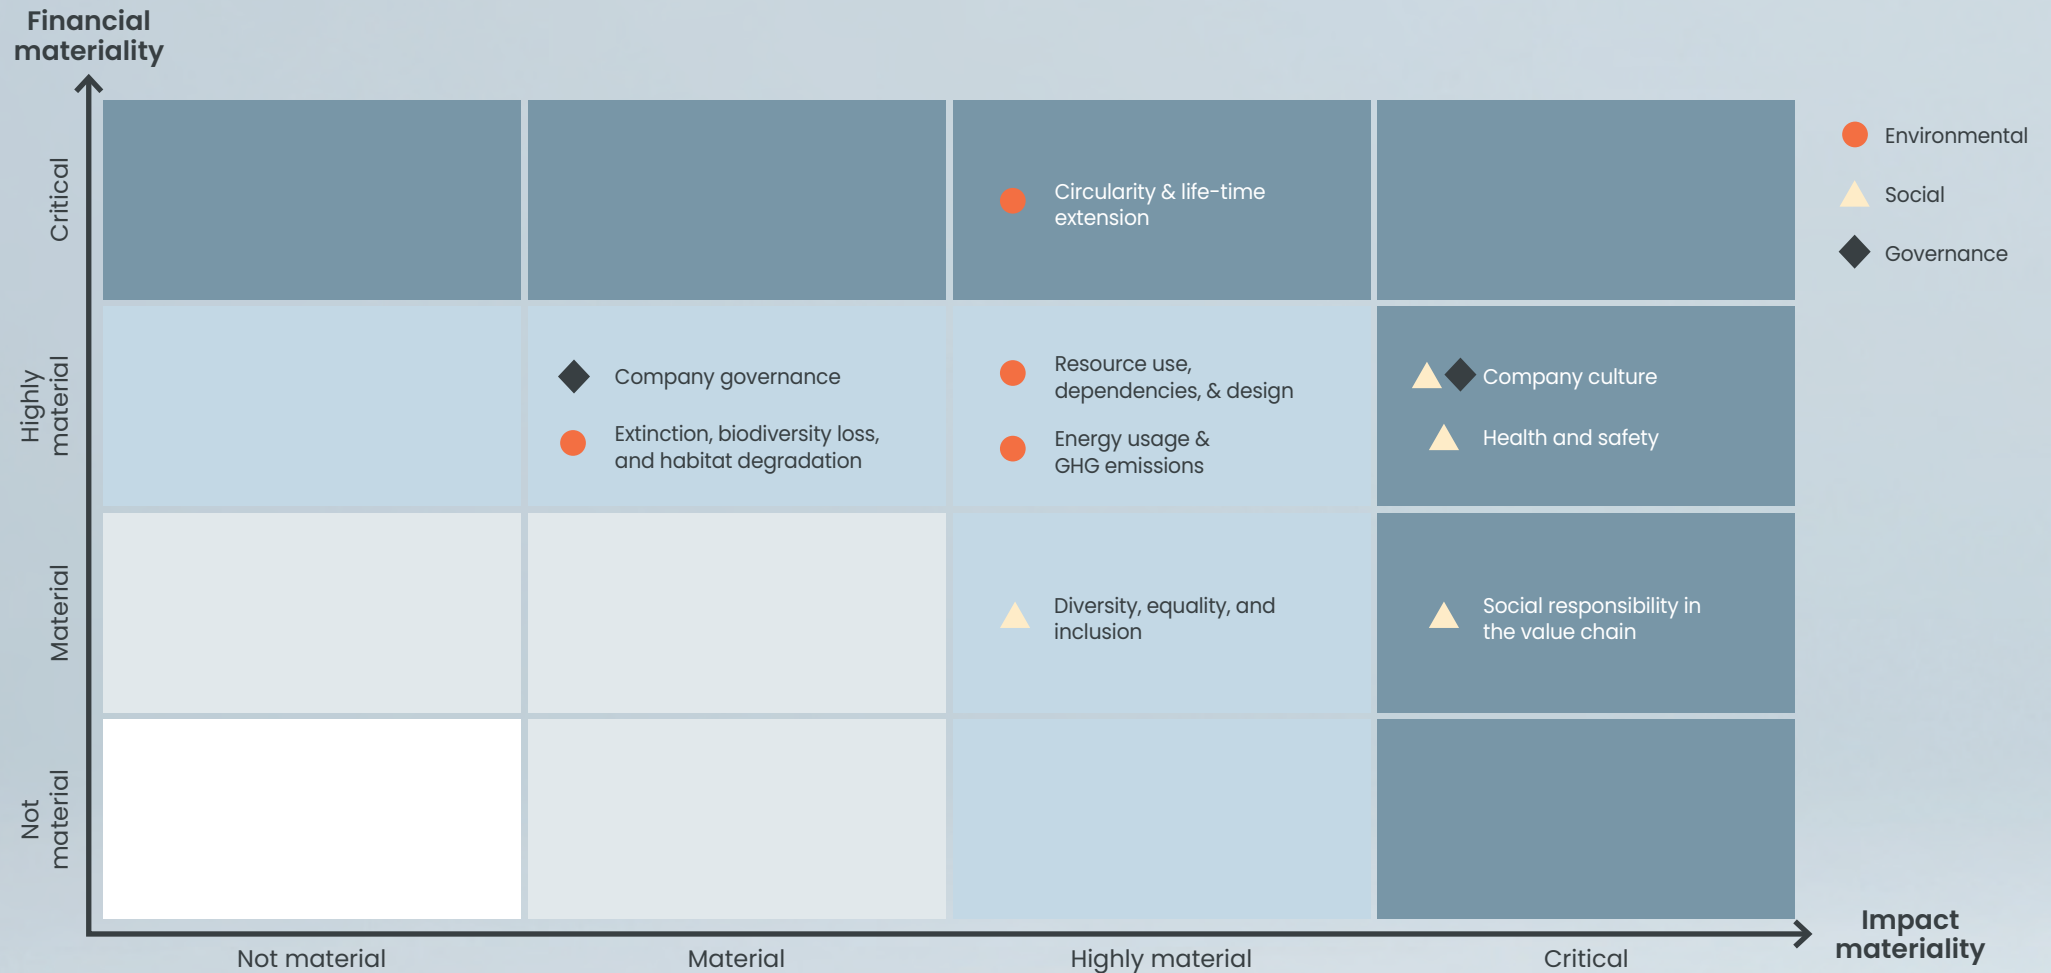 Financial
materiality
Critical
Circularity & life-time
extension
Environmental
Social
Governance
Highly
material
Company governance
Extinction, biodiversity loss,
and habitat degradation
Resource use,
dependencies, & design
Energy usage &
GHG emissions
Company culture
Health and safety
Material
Diversity, equality, and
inclusion
Social responsibility in
the value chain
Not
material
Not material
Material
Highly material
Critical
Impact
materiality